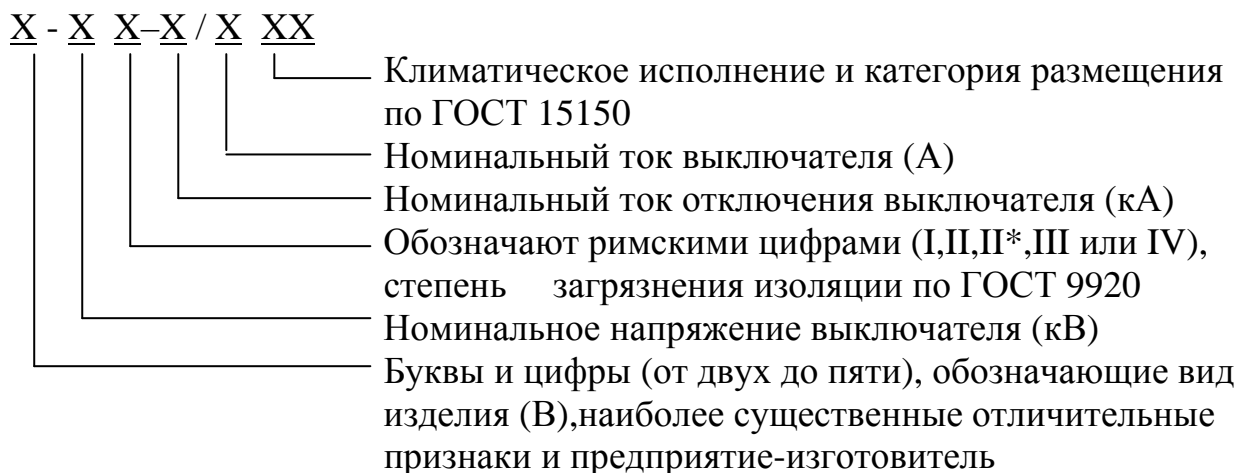 X - X X–X / X XX
Климатическое исполнение и категория размещения
по ГОСТ 15150
Номинальный ток выключателя (А)
Номинальный ток отключения выключателя (кА)
Обозначают римскими цифрами (I,II,II*,III или IV),
степень загрязнения изоляции по ГОСТ 9920
Номинальное напряжение выключателя (кВ)
Буквы и цифры (от двух до пяти), обозначающие вид
изделия (В),наиболее существенные отличительные
признаки и предприятие-изготовитель